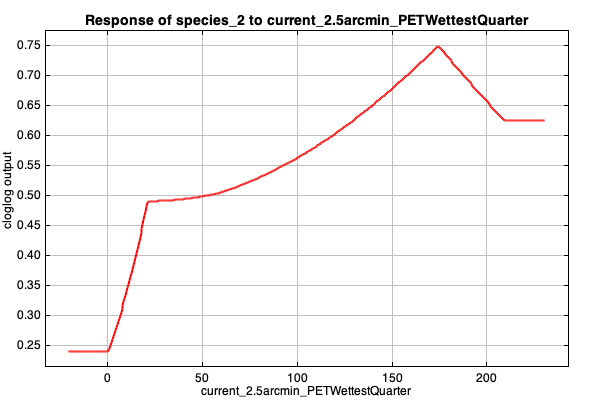 Response of species_2 to current_2.5arcmin_PETWettestQuarter
0.75
0.70
0.65
0.60
0.55
0.50
0.45
0.40
0.35
0.30
0.25
cloglog output
0 50 100 150 200
current_2.5arcmin_PETWettestQuarter